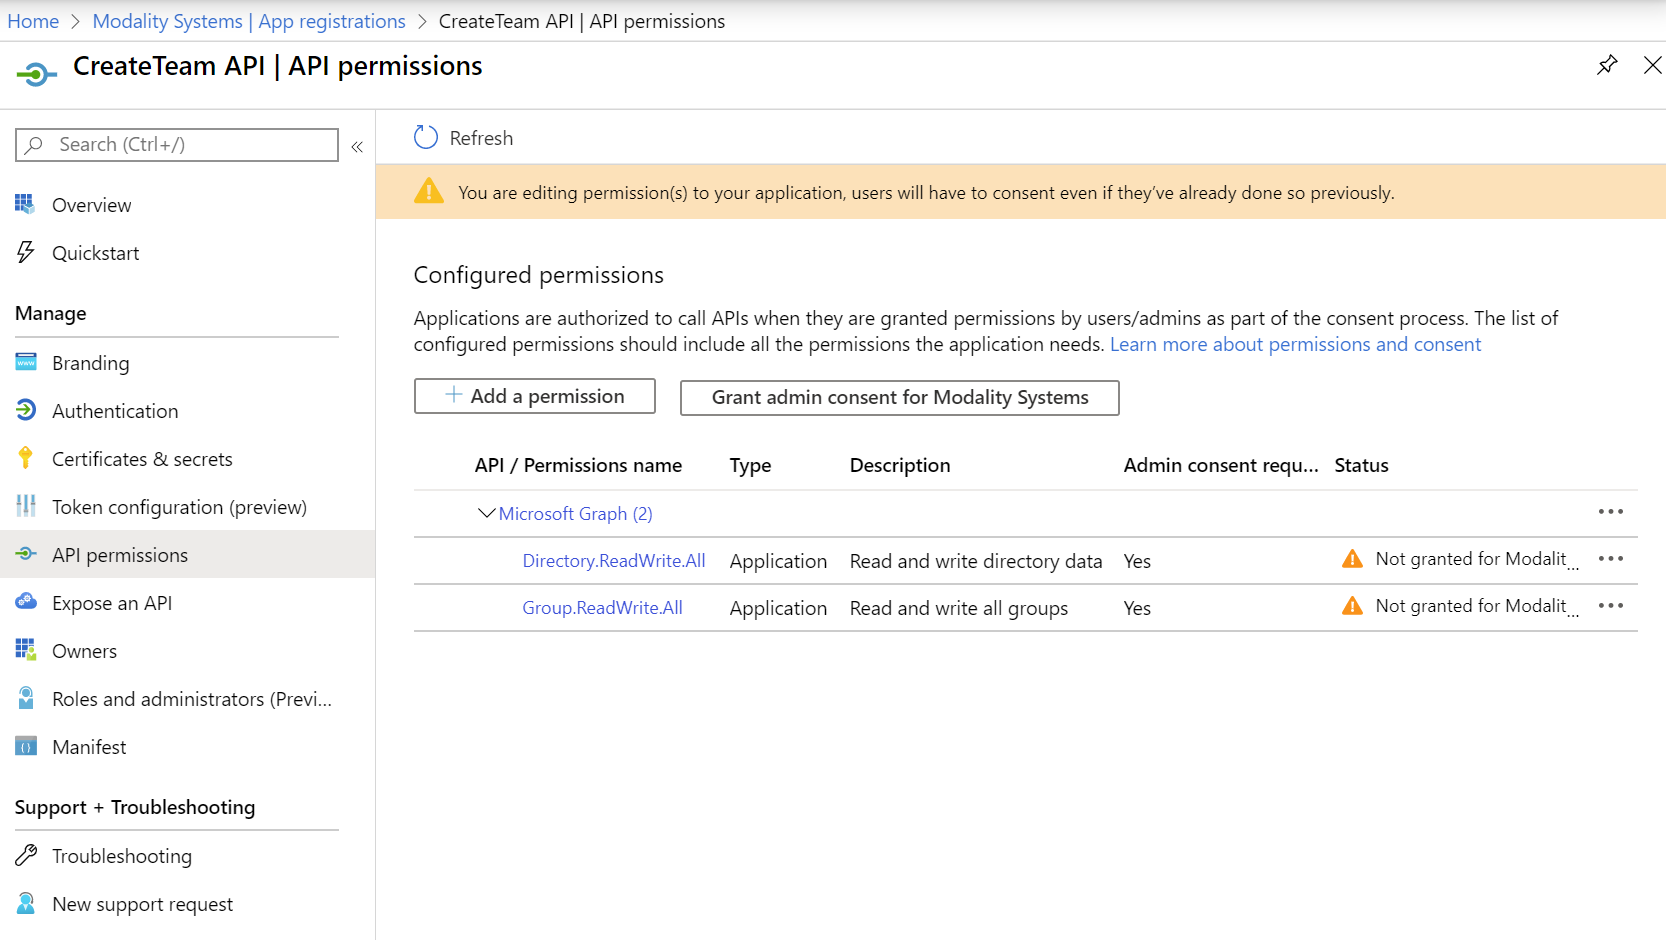 Home > Modality Systems | App registrations > CreateTeam API | API permissions
CreateTeam API | API permissions
Search (Ctrl+/)
«
Overview
Quickstart
Manage
Branding
Authentication
Certificates & secrets
Token configuration (preview)
API permissions
Expose an API
Owners
Roles and administrators (Previ...
Manifest
Support + Troubleshooting
Troubleshooting
New support request
Refresh
You are editing permission(s) to your application, users will have to consent even if they’ve already done so previously.
Configured permissions
Applications are authorized to call APIs when they are granted permissions by users/admins as part of the consent process. The list of
configured permissions should include all the permissions the application needs. Learn more about permissions and consent
+ Add a permission Grant admin consent for Modality Systems
API / Permissions name Type Description Admin consent requ... Status
Microsoft Graph (2) •••
Directory.ReadWrite.All Application Read and write directory data Yes Not granted for Modalit... •••
Group.ReadWrite.All Application Read and write all groups Yes Not granted for Modalit... •••